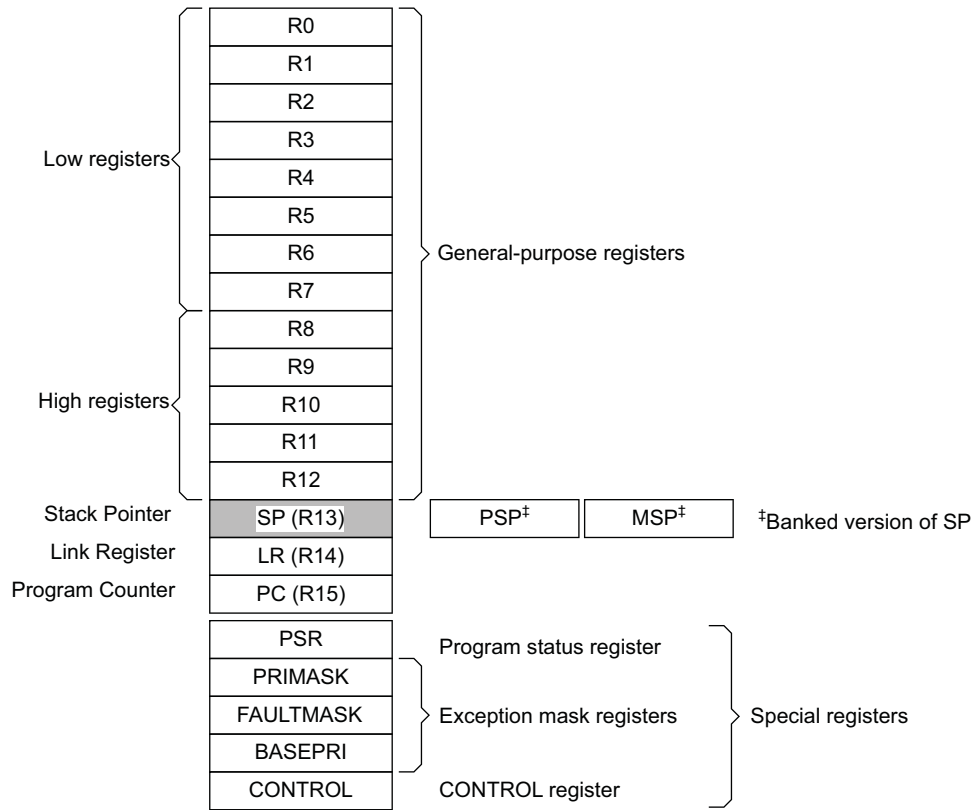 R0
R1
R2
R3
Low registers
R4
R5
R6
General-purpose registers
R7
R8
R9
High registers
R10
R11
R12
Stack Pointer SP (R13) PSP‡ MSP‡ ‡Banked version of SP
Link Register LR (R14)
Program Counter PC (R15)
PSR Program status register
PRIMASK
FAULTMASK Exception mask registers Special registers
BASEPRI
CONTROL CONTROL register